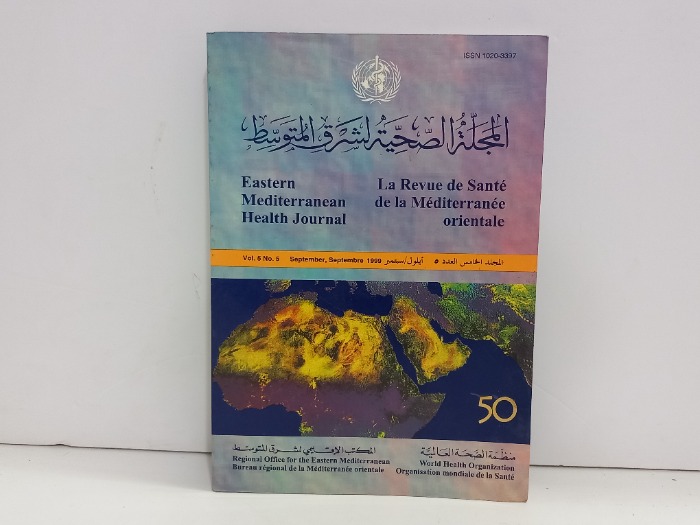 ISSN 1020-3397
المجلة الصحية لشرق المتوسط
Eastern
Mediterranean
Health Journal
La Revue de Santé
de la Méditerranée
orientale
Vol. 5 No. 5 September, Septembre 1999 المجلد الخامس العدد ٥ أيلول/سبتمبر
50
المكتب الإقليمي لشرق المتوسط
Regional Office for the Eastern Mediterranean
Bureau régional de la Méditerranée orientale
منظمة الصحة العالمية
World Health Organization
Organisation mondiale de la Santé